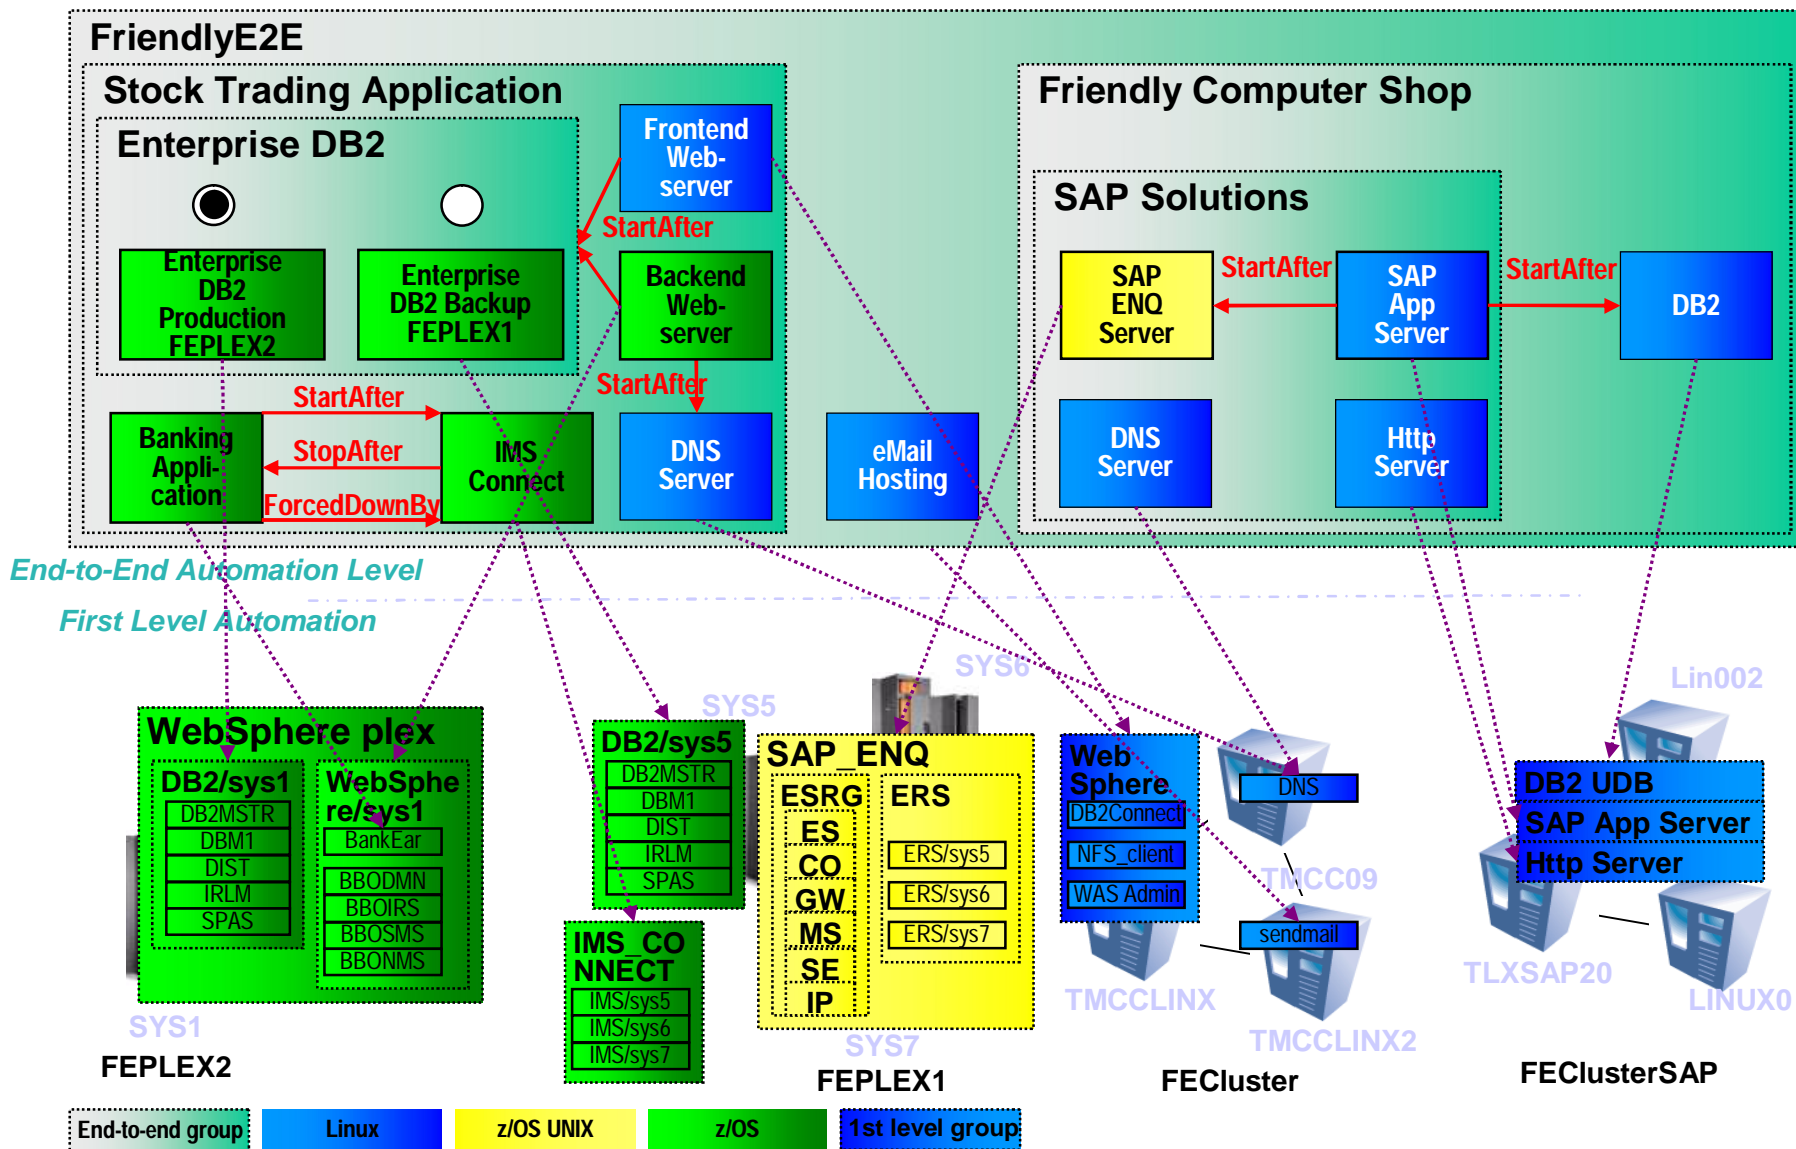 FriendlyE2E
Stock Trading Application
Enterprise DB2
Enterprise
DB2
Production
FEPLEX2
Enterprise
DB2 Backup
FEPLEX1
Frontend
Web-
server
StartAfter
Backend
Web-
server
StartAfter
Banking
Appli-
cation
StartAfter
StopAfter
ForcedDownBy
IMS
Connect
DNS
Server
eMail
Hosting
Friendly Computer Shop
SAP Solutions
SAP
ENQ
Server
StartAfter
SAP
App
Server
StartAfter
DB2
DNS
Server
Http
Server
End-to-End Automation Level
First Level Automation
WebSphere plex
DB2/sys1
DB2MSTR
DBM1
DIST
IRLM
SPAS
WebSphe
re/sys1
BankEar
BBODMN
BBOIRS
BBOSMS
BBONMS
SYS1
FEPLEX2
SYS5
DB2/sys5
DB2MSTR
DBM1
DIST
IRLM
SPAS
IMS_CO
NNECT
IMS/sys5
IMS/sys6
IMS/sys7
SYS6
SAP_ENQ
ESRG
ES
CO
GW
MS
SE
IP
ERS
ERS/sys5
ERS/sys6
ERS/sys7
SYS7
FEPLEX1
Web
Sphere
DB2Connect
NFS_client
WAS Admin
DNS
TMCC09
sendmail
TMCCLINX
TMCCLINX2
FECluster
Lin002
DB2 UDB
SAP App Server
Http Server
TLXSAP20
LINUX0
FEClusterSAP
End-to-end group
Linux
z/OS UNIX
z/OS
1st level group